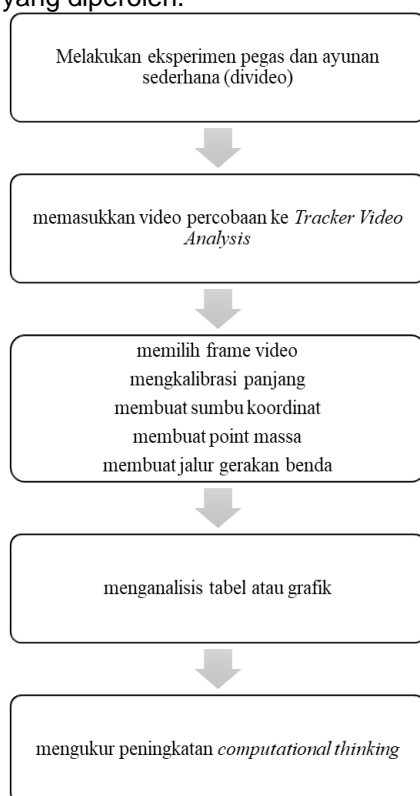 yang diperoleh.
Melakukan eksperimen pegas dan ayunan
sederhana (divideo)
memasukkan video percobaan ke Tracker Video
Analysis
memilih frame video
mengkalibrasi panjang
membuat sumbu koordinat
membuat point massa
membuat jalur gerakan benda
menganalisis tabel atau grafik
mengukur peningkatan computational thinking